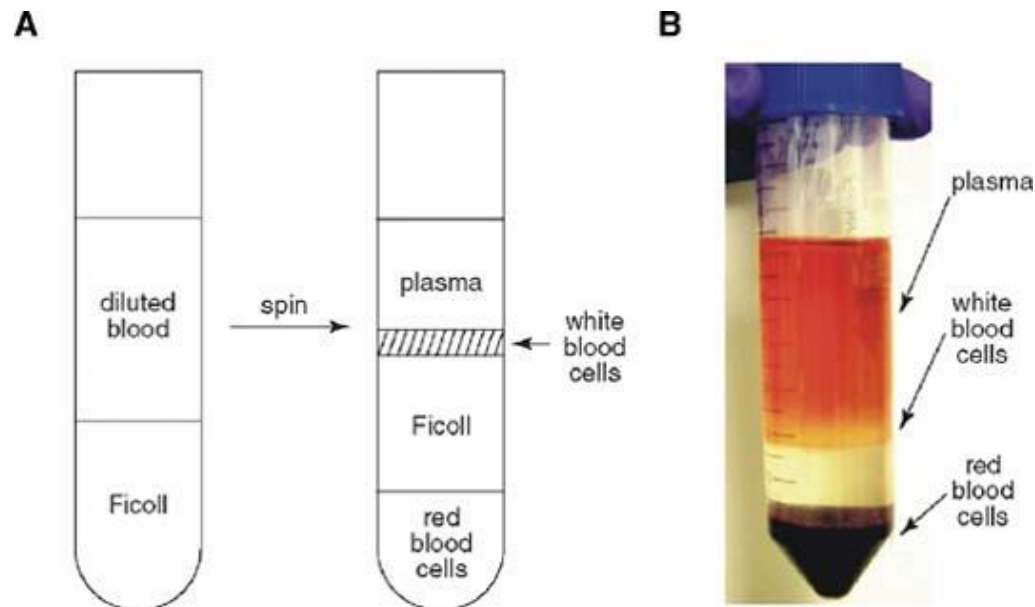 A
diluted
blood
Ficoll
spin
plasma
white
blood
cells
Ficoll
red
blood
cells
B
plasma
white
blood
cells
red
blood
cells